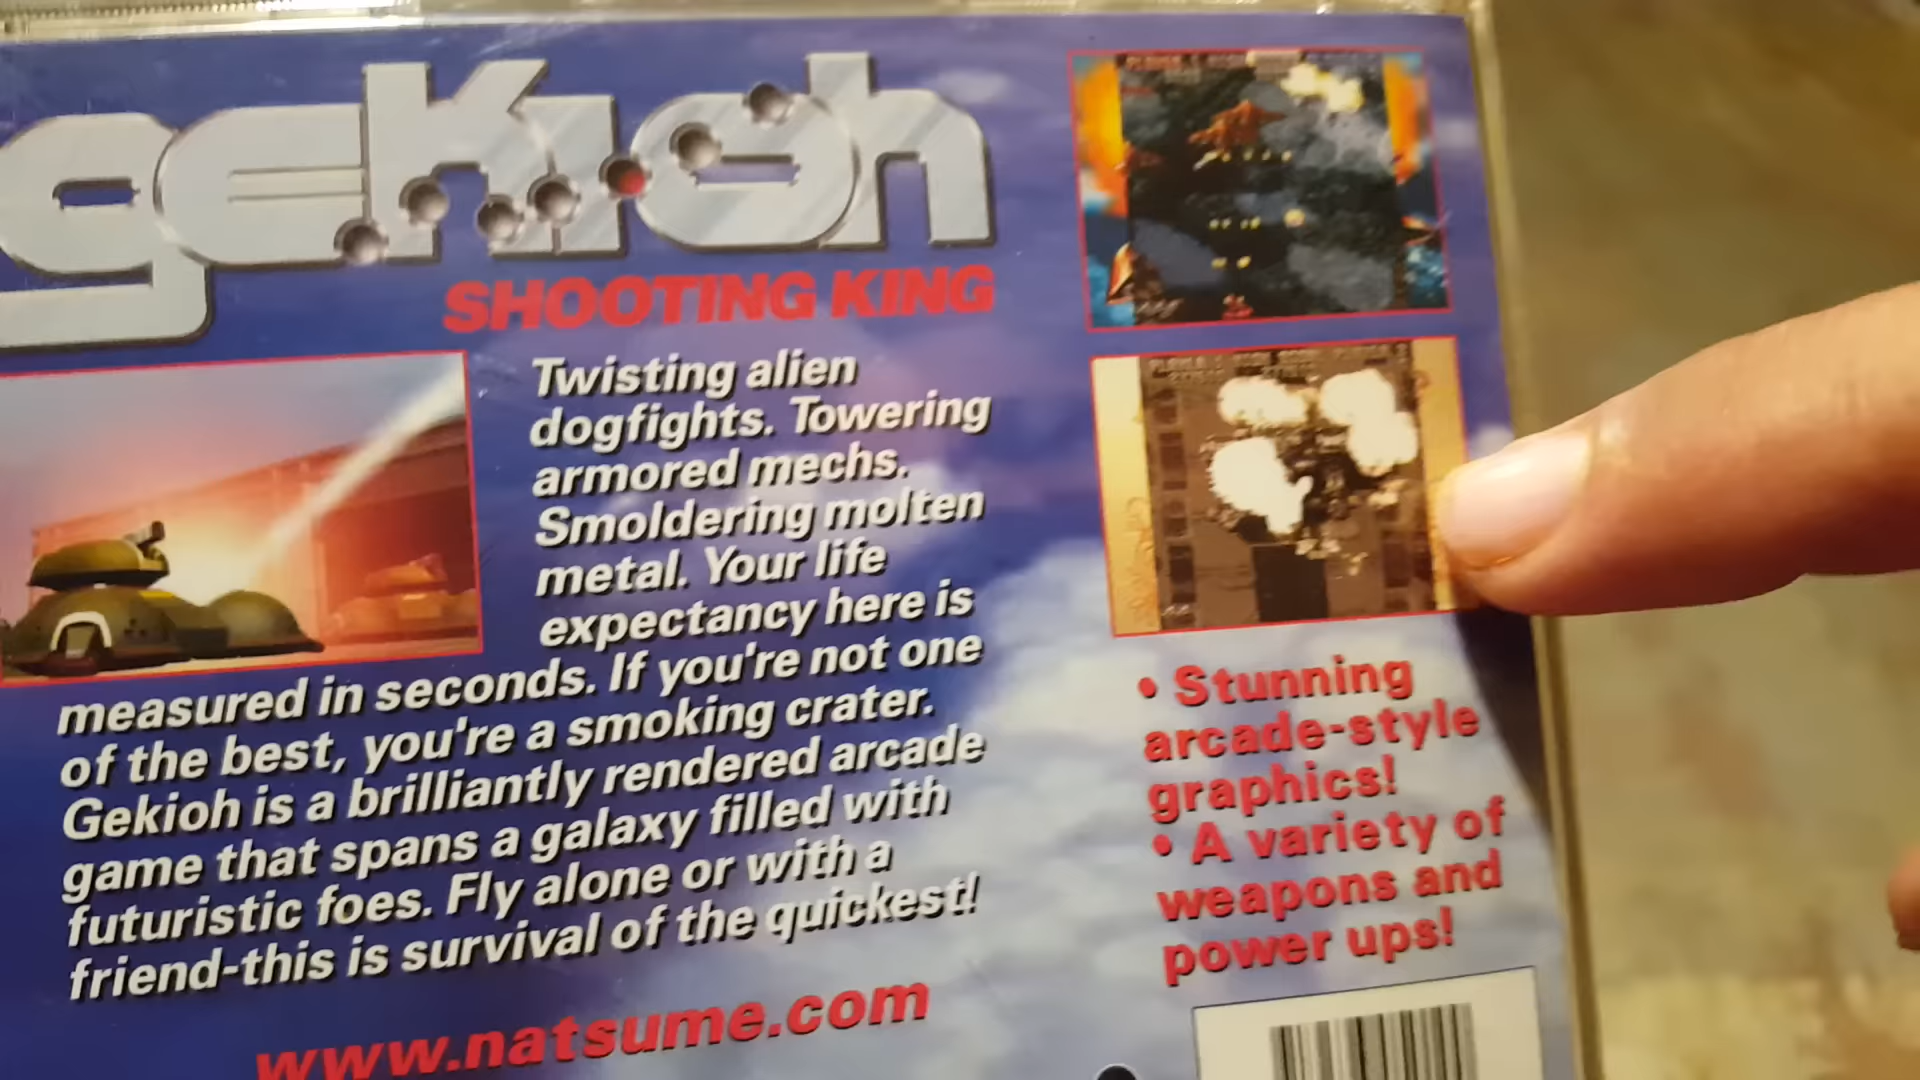 gekioh
SHOOTING KING
Twisting alien
dogfights. Towering
armored mechs.
Smoldering molten
metal. Your life
expectancy here is
measured in seconds. If you're not one
of the best, you're a smoking crater.
Gekioh is a brilliantly rendered arcade
game that spans a galaxy filled with
futuristic foes. Fly alone or with a
friend-this is survival of the quickest!
www.natsume.com
• Stunning
arcade-style
graphics!
• A variety of
weapons and
power ups!